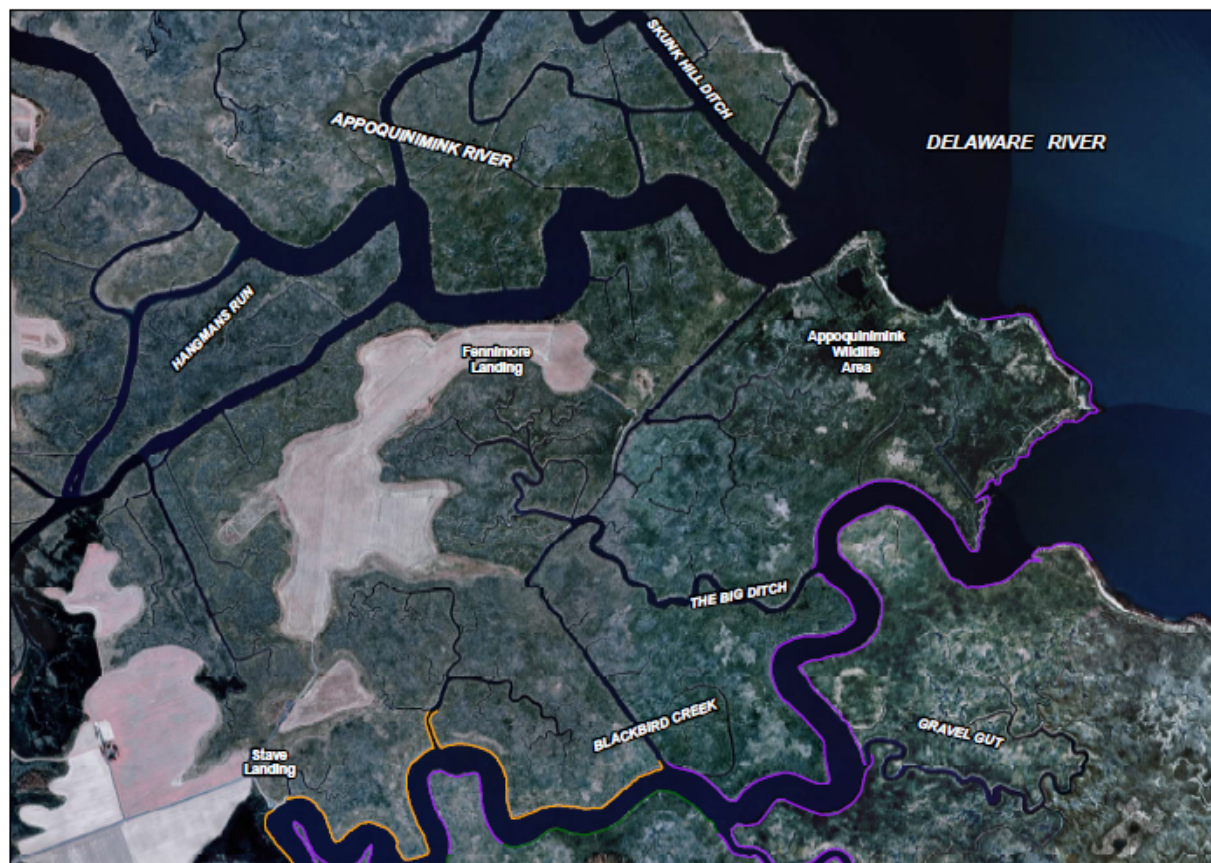 SKUNK HILL DITCH
APPOQUINIMINK RIVER
DELAWARE RIVER
HANGMANS RUN
Fennimore
Landing
Appoquinimink
Wildlife
Area
THE BIG DITCH
BLACKBIRD CREEK
GRAVEL GUT
Stave
Landing